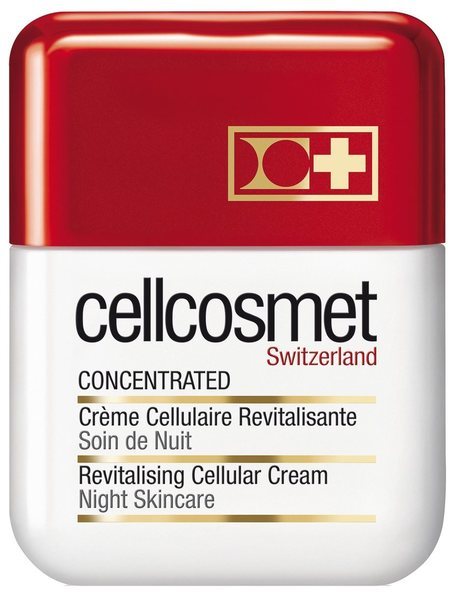 cellcosmet
Switzerland
CONCENTRATED
Crème Cellulaire Revitalisante
Soin de Nuit
Revitalising Cellular Cream
Night Skincare